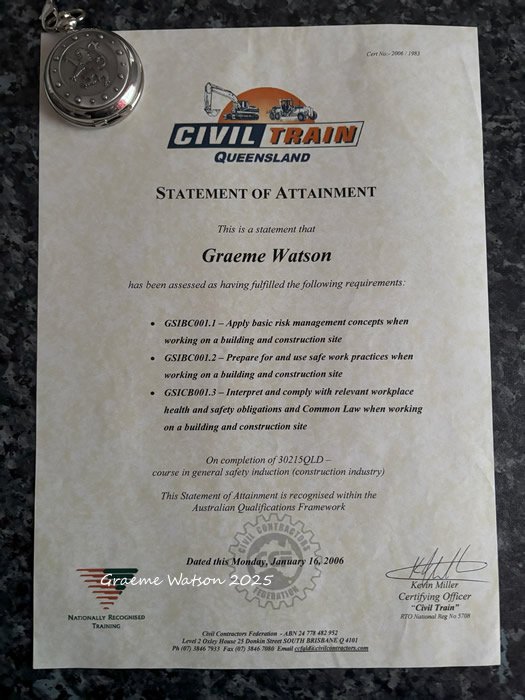 Cert No:- 2006 / 1983
CIVIL TRAIN
QUEENSLAND
STATEMENT OF ATTAINMENT
This is a statement that
Graeme Watson
has been assessed as having fulfilled the following requirements:
• GSIBC001.1 – Apply basic risk management concepts when
working on a building and construction site
• GSIBC001.2 – Prepare for and use safe work practices when
working on a building and construction site
• GSICB001.3 – Interpret and comply with relevant workplace
health and safety obligations and Common Law when working
on a building and construction site
On completion of 30215QLD –
course in general safety induction (construction industry)
This Statement of Attainment is recognised within the
Australian Qualifications Framework
CIVIL CONTRACTORS
FEDERATION
Dated this Monday, January 16, 2006
Graeme Watson 2025
NATIONALLY RECOGNISED
TRAINING
Kevin Miller
Certifying Officer
"Civil Train"
RTO National Reg No 5708
Civil Contractors Federation - ABN 24 778 482 952
Level 2 Oxley House 25 Donkin Street SOUTH BRISBANE Q 4101
Ph (07) 3846 7933 Fax (07) 3846 7080 Email ccfqld@civilcontractors.com